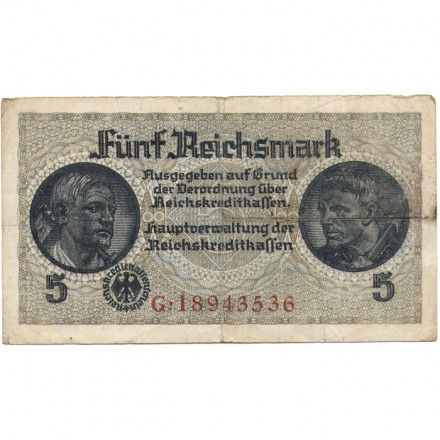 Fünf Reichsmark
Ausgegeben auf Grund
der Verordnung über
Reichskreditkassen.
Hauptverwaltung der
Reichskreditkassen
5
5
G·18943536